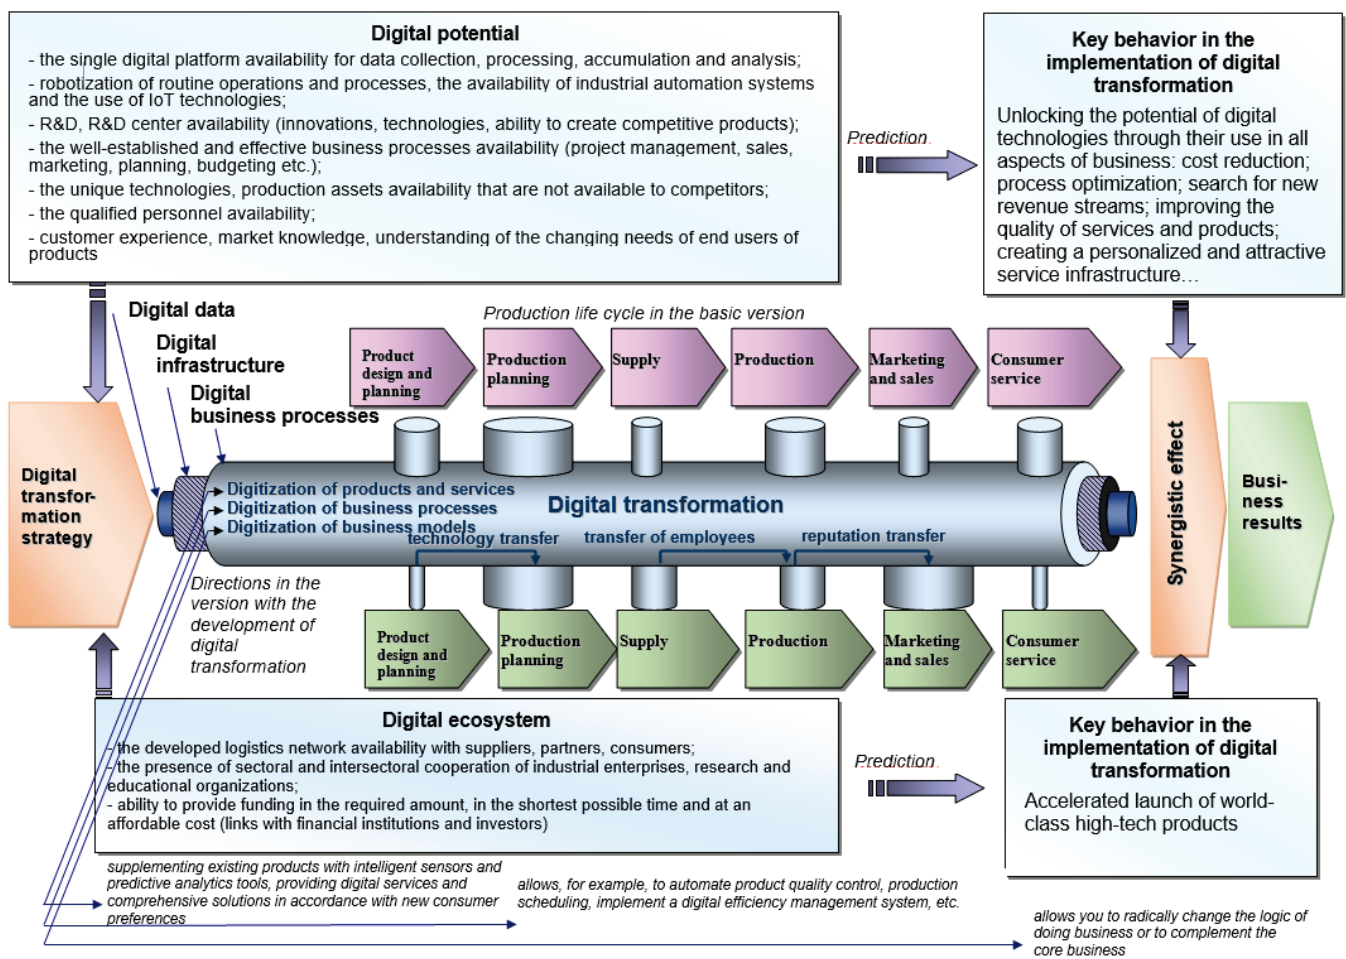 Digital potential
- the single digital platform availability for data collection, processing, accumulation and analysis;
- robotization of routine operations and processes, the availability of industrial automation systems
and the use of IoT technologies;
- R&D, R&D center availability (innovations, technologies, ability to create competitive products);
- the well-established and effective business processes availability (project management, sales,
marketing, planning, budgeting etc.);
- the unique technologies, production assets availability that are not available to competitors;
- the qualified personnel availability;
- customer experience, market knowledge, understanding of the changing needs of end users of
products
Prediction
Key behavior in the
implementation of digital
transformation
Unlocking the potential of digital
technologies through their use in all
aspects of business: cost reduction;
process optimization; search for new
revenue streams; improving the
quality of services and products;
creating a personalized and attractive
service infrastructure…
Digital data
Digital
infrastructure
Digital
business processes
Production life cycle in the basic version
Product
design and
planning
Production
planning
Supply
Production
Marketing
and sales
Consumer
service
Digital
transfor-
mation
strategy
Digitization of products and services
Digitization of business processes
Digitization of business models
Digital transformation
technology transfer
transfer of employees
reputation transfer
Synergistic effect
Busi-
ness
results
Directions in the
version with the
development of
digital
transformation
Product
design and
planning
Production
planning
Supply
Production
Marketing
and sales
Consumer
service
Digital ecosystem
- the developed logistics network availability with suppliers, partners, consumers;
- the presence of sectoral and intersectoral cooperation of industrial enterprises, research and
educational organizations;
- ability to provide funding in the required amount, in the shortest possible time and at an
affordable cost (links with financial institutions and investors)
Prediction
Key behavior in the
implementation of digital
transformation
Accelerated launch of world-
class high-tech products
supplementing existing products with intelligent sensors and
predictive analytics tools, providing digital services and
comprehensive solutions in accordance with new consumer
preferences
allows, for example, to automate product quality control, production
scheduling, implement a digital efficiency management system, etc.
allows you to radically change the logic of
doing business or to complement the
core business